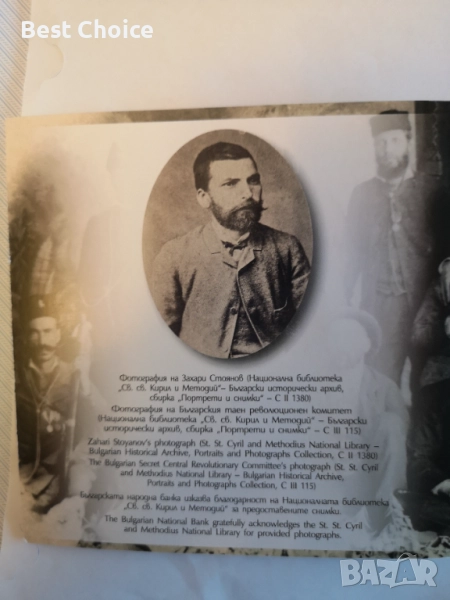 Best Choice
Фотография на Захари Стоянов (Национална библиотека
„Св. св. Кирил и Методий“– Български исторически архив,
сбирка „Портрети и снимки“ – С II 1380)
Фотография на Българския таен революционен комитет
(Национална библиотека „Св. св. Кирил и Методий“ – Български
исторически архив, сбирка „Портрети и снимки“ – С III 115)
Zahari Stoyanov's photograph (St. St. Cyril and Methodius National Library –
Bulgarian Historical Archive, Portraits and Photographs Collection, C II 1380)
The Bulgarian Secret Central Revolutionary Committee's photograph (St. St. Cyril
and Methodius National Library – Bulgarian Historical Archive,
Portraits and Photographs Collection, C III 115)
Българската народна банка изказва благодарност на Националната библиотека
„Св. св. Кирил и Методий“ за предоставените снимки.
The Bulgarian National Bank gratefully acknowledges the St. St. Cyril
and Methodius National Library for provided photographs.
BAZAR.bg